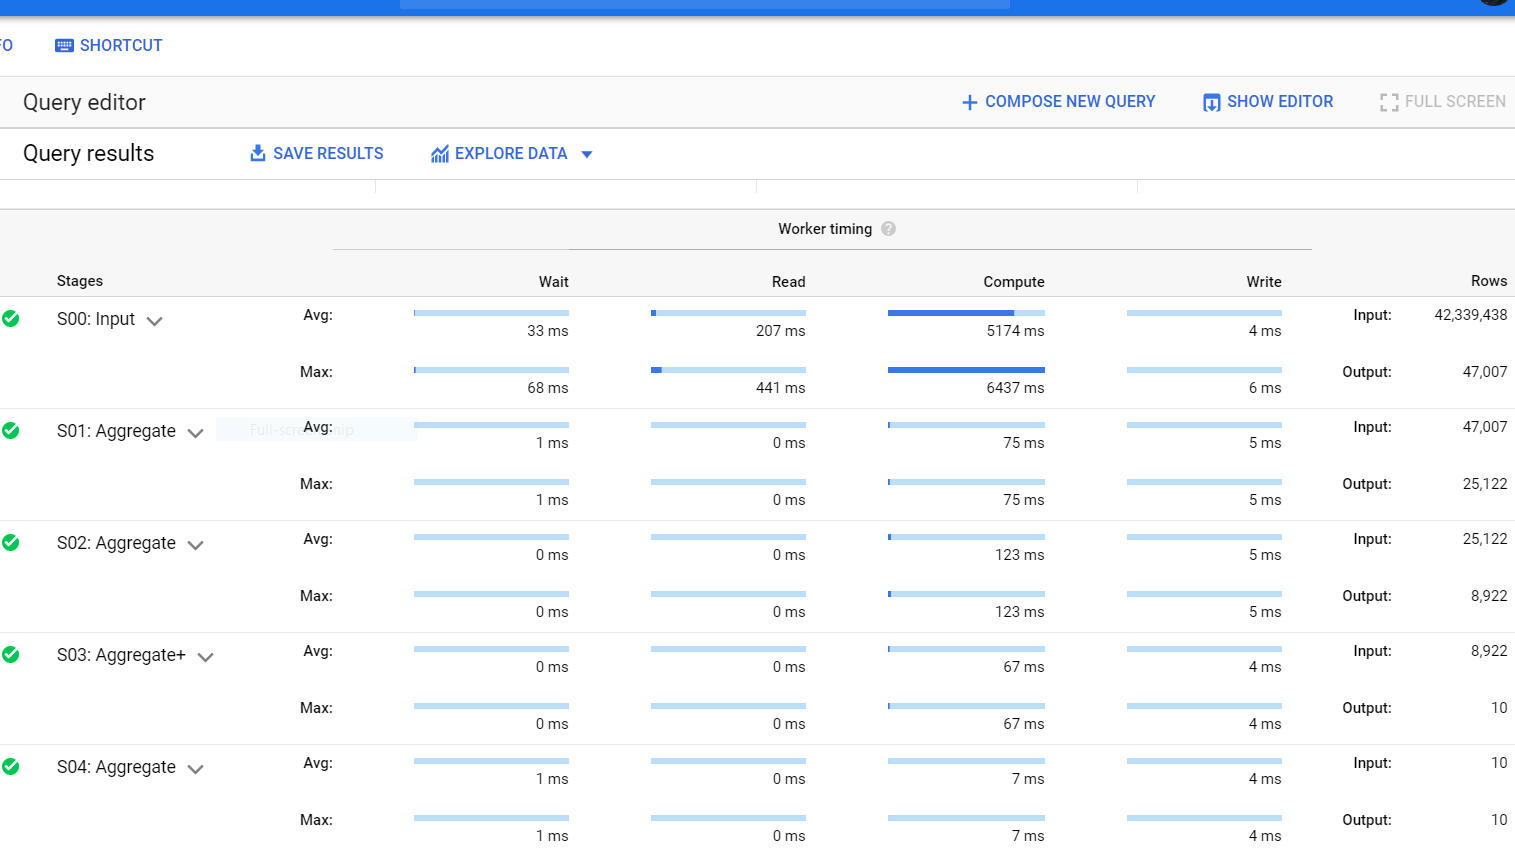 FO SHORTCUT
Query editor COMPOSE NEW QUERY SHOW EDITOR FULL SCREEN
Query results SAVE RESULTS EXPLORE DATA
Worker timing ?
Stages Wait Read Compute Write Rows
S00: Input Avg: 33 ms 207 ms 5174 ms 4 ms Input: 42,339,438
Max: 68 ms 441 ms 6437 ms 6 ms Output: 47,007
S01: Aggregate Avg: 1 ms 0 ms 75 ms 5 ms Input: 47,007
Max: 1 ms 0 ms 75 ms 5 ms Output: 25,122
S02: Aggregate Avg: 0 ms 0 ms 123 ms 5 ms Input: 25,122
Max: 0 ms 0 ms 123 ms 5 ms Output: 8,922
S03: Aggregate+ Avg: 0 ms 0 ms 67 ms 4 ms Input: 8,922
Max: 0 ms 0 ms 67 ms 4 ms Output: 10
S04: Aggregate Avg: 1 ms 0 ms 7 ms 4 ms Input: 10
Max: 1 ms 0 ms 7 ms 4 ms Output: 10